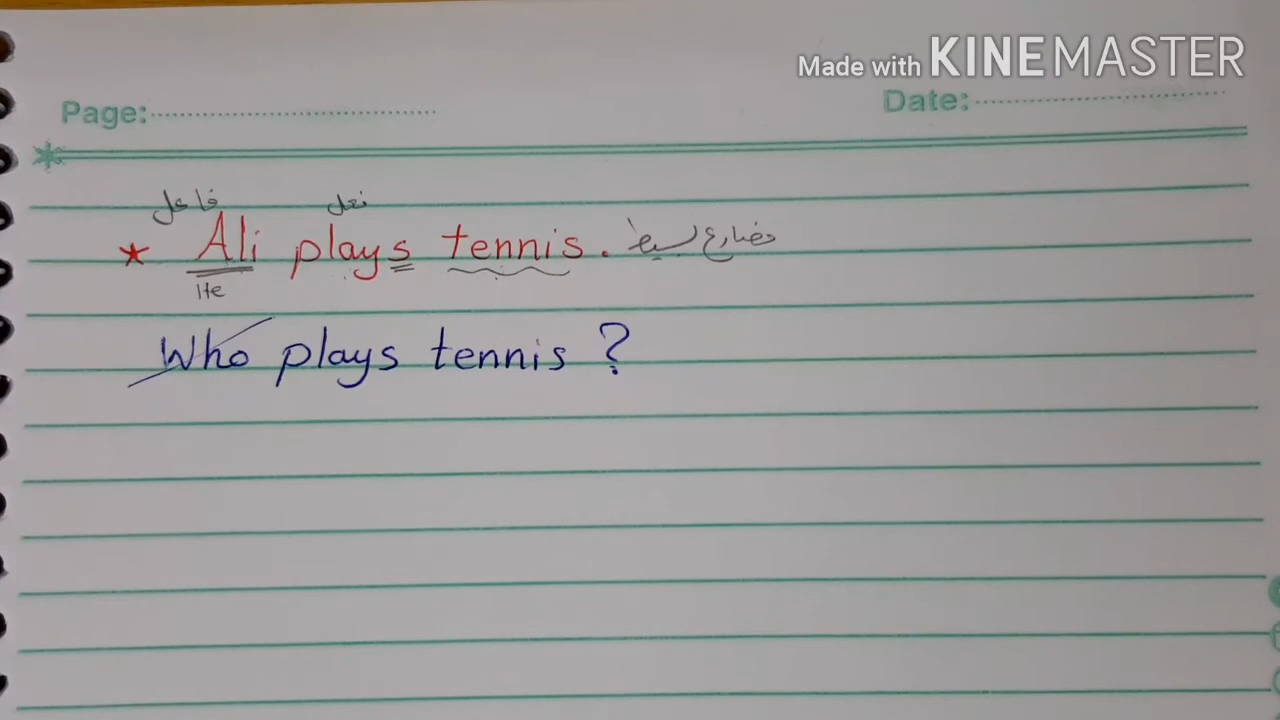 Made with KINEMASTER
Page: Date:
فاعل فعل
* Ali plays tennis. مضارع بسيط
He
Who plays tennis ?